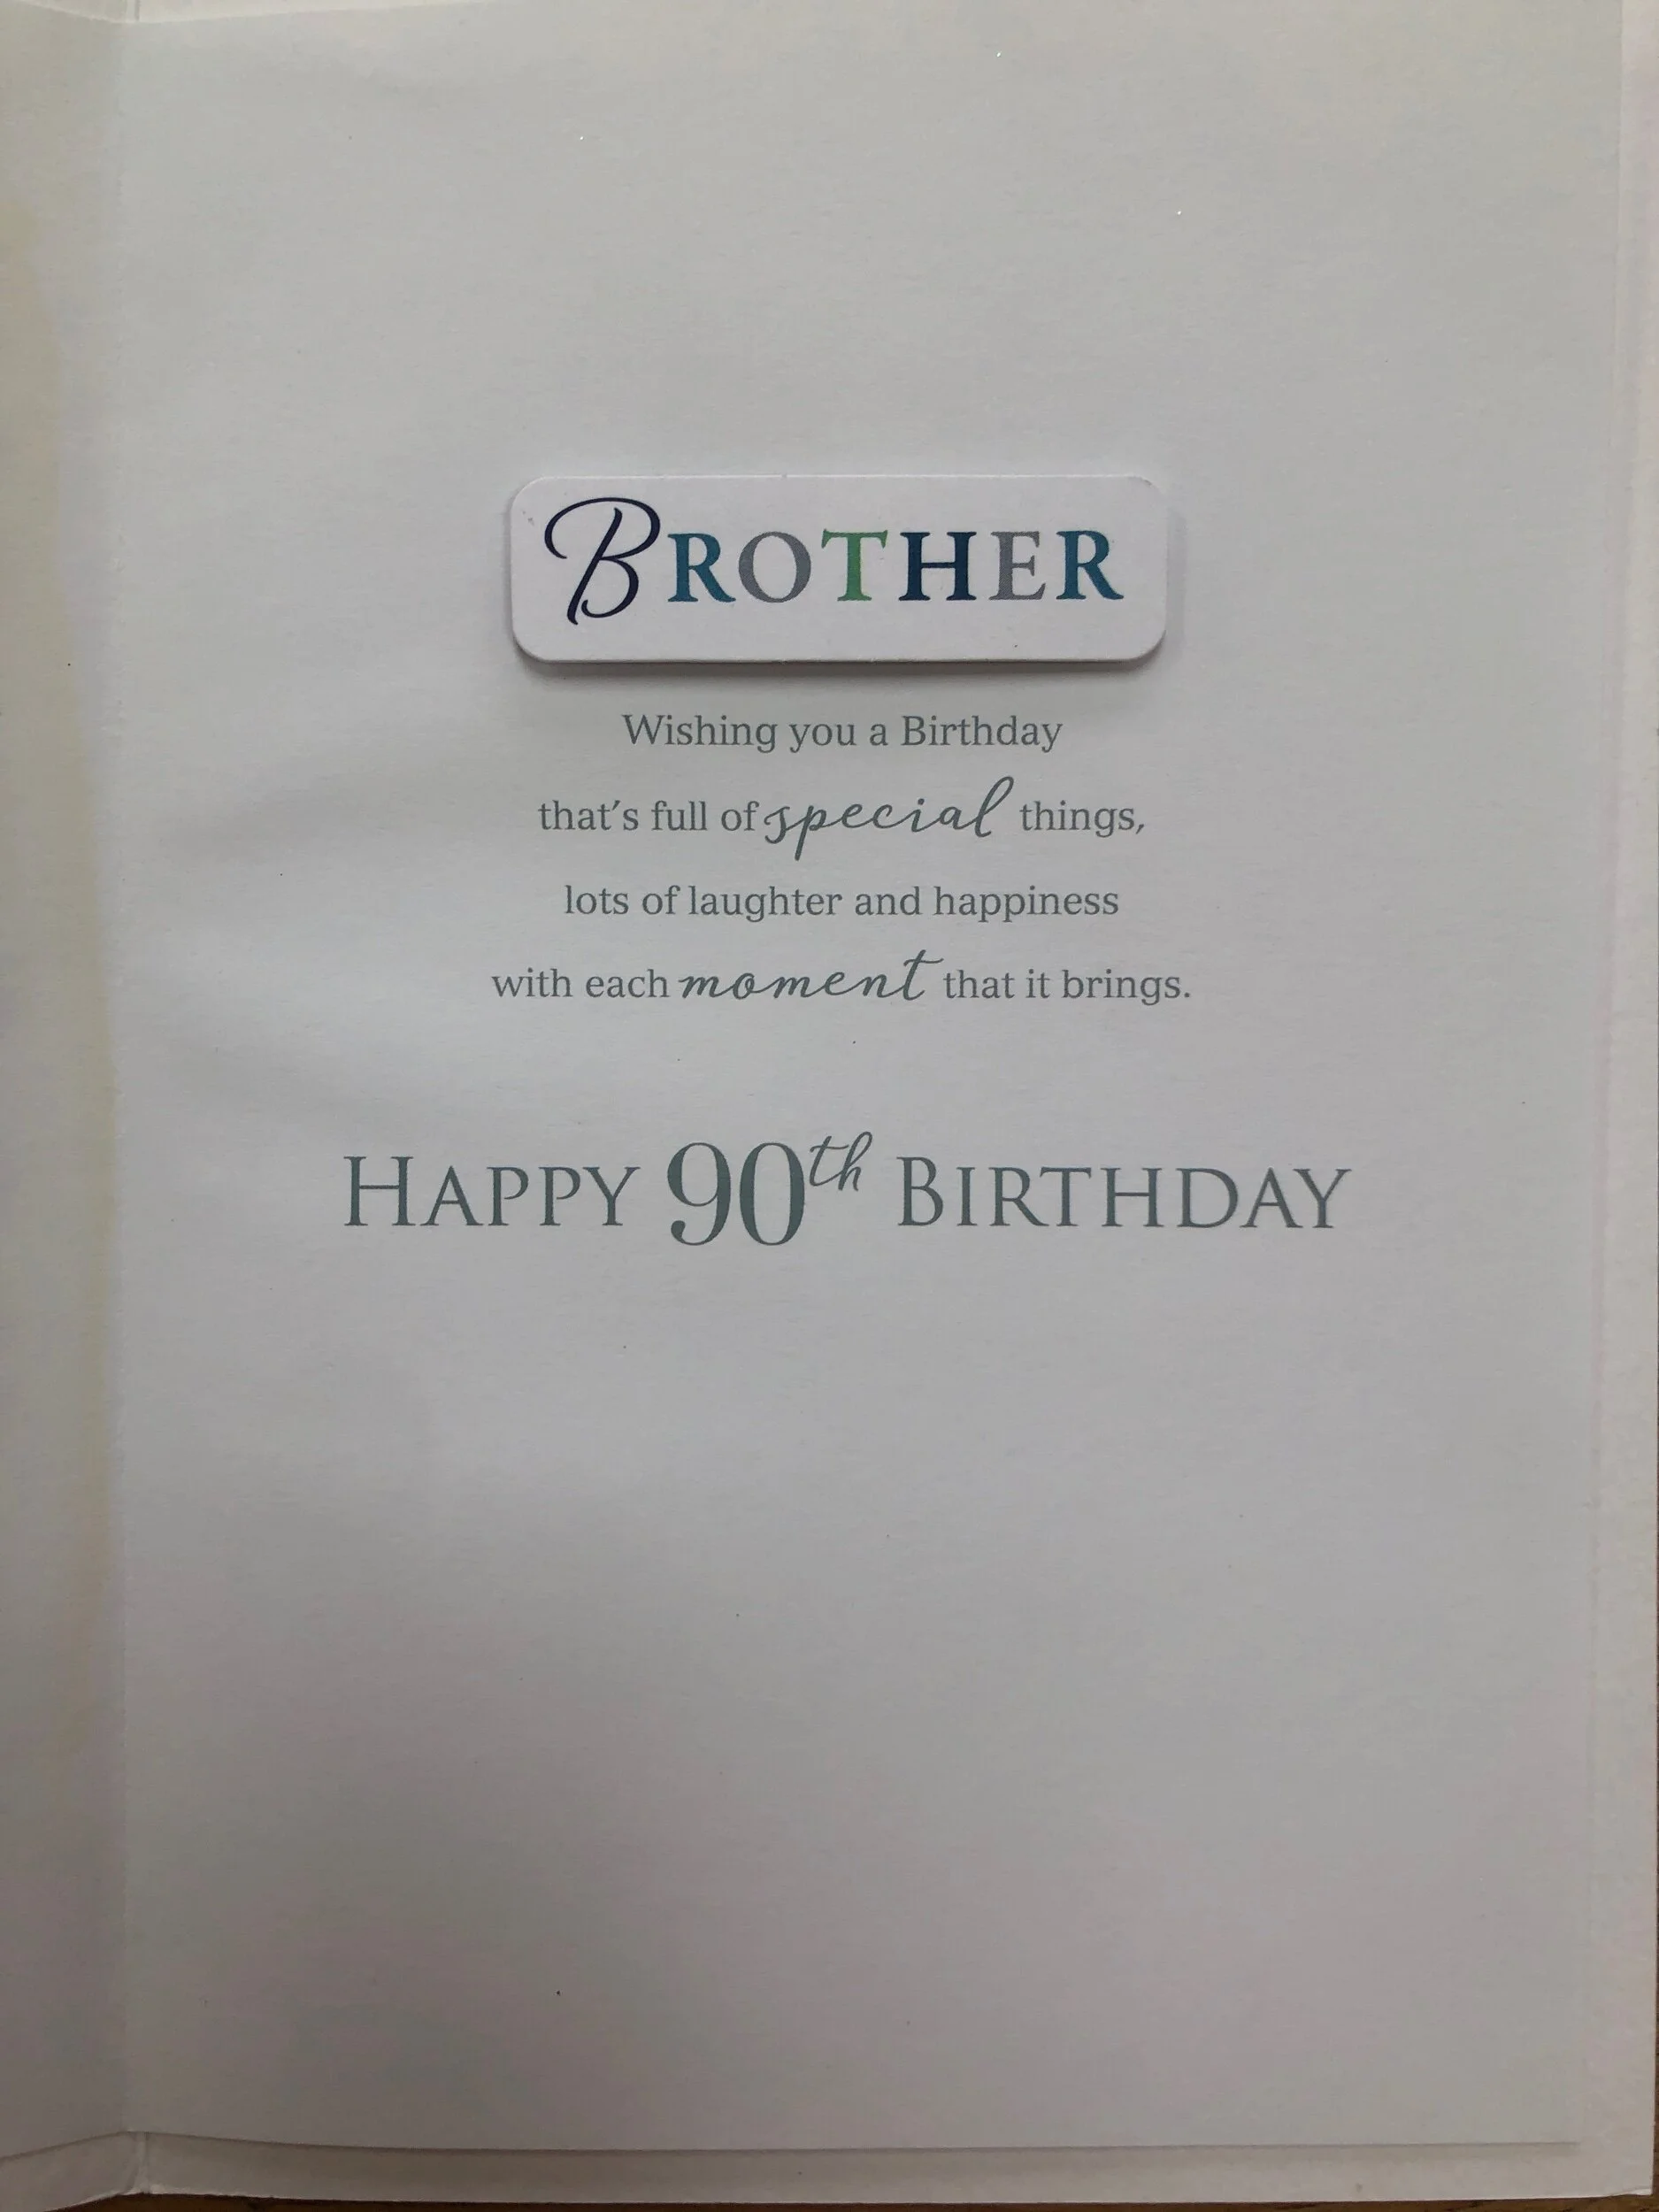 BROTHER
Wishing you a Birthday
that's full of special things,
lots of laughter and happiness
with each moment that it brings.
HAPPY 90th BIRTHDAY